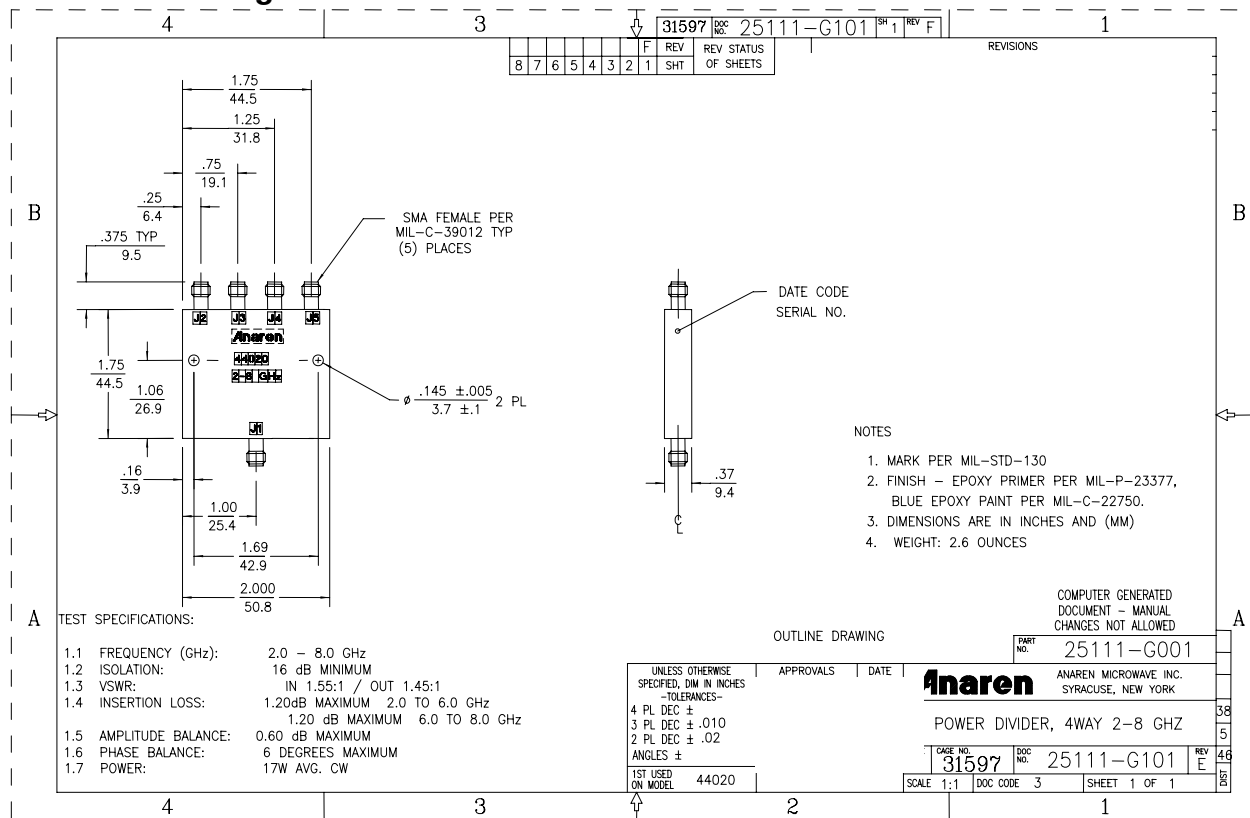 4 3 1
31597 DOC NO. 25111-G101 SH 1 REV F
F REV REV STATUS OF SHEETS
8 7 6 5 4 3 2 1 SHT
REVISIONS
1.75
44.5
1.25
31.8
.75
19.1
.25
6.4
B
B
.375 TYP
9.5
SMA FEMALE PER
MIL-C-39012 TYP
(5) PLACES
DATE CODE
SERIAL NO.
J2 J3 J4 J5
Anaren
44020
2-8 GHz
1.75
44.5
1.06
26.9
ø .145 ±.005 2 PL
3.7 ±.1
J1
.16
3.9
1.00
25.4
1.69
42.9
2.000
50.8
.37
9.4
CL
NOTES
1. MARK PER MIL-STD-130
2. FINISH - EPOXY PRIMER PER MIL-P-23377,
BLUE EPOXY PAINT PER MIL-C-22750.
3. DIMENSIONS ARE IN INCHES AND (MM)
4. WEIGHT: 2.6 OUNCES
COMPUTER GENERATED
DOCUMENT - MANUAL
CHANGES NOT ALLOWED
A
A
TEST SPECIFICATIONS:
1.1 FREQUENCY (GHz): 2.0 - 8.0 GHz
1.2 ISOLATION: 16 dB MINIMUM
1.3 VSWR: IN 1.55:1 / OUT 1.45:1
1.4 INSERTION LOSS: 1.20dB MAXIMUM 2.0 TO 6.0 GHz
1.20 dB MAXIMUM 6.0 TO 8.0 GHz
1.5 AMPLITUDE BALANCE: 0.60 dB MAXIMUM
1.6 PHASE BALANCE: 6 DEGREES MAXIMUM
1.7 POWER: 17W AVG. CW
OUTLINE DRAWING
PART NO. 25111-G001
UNLESS OTHERWISE
SPECIFIED, DIM IN INCHES
-TOLERANCES-
4 PL DEC ±
3 PL DEC ± .010
2 PL DEC ± .02
ANGLES ±
1ST USED ON MODEL 44020
APPROVALS DATE
Anaren
ANAREN MICROWAVE INC.
SYRACUSE, NEW YORK
POWER DIVIDER, 4WAY 2-8 GHZ
CAGE NO. 31597 DOC NO. 25111-G101 REV E
SCALE 1:1 DOC CODE 3 SHEET 1 OF 1
38
5
46
DIST
4 3 2 1